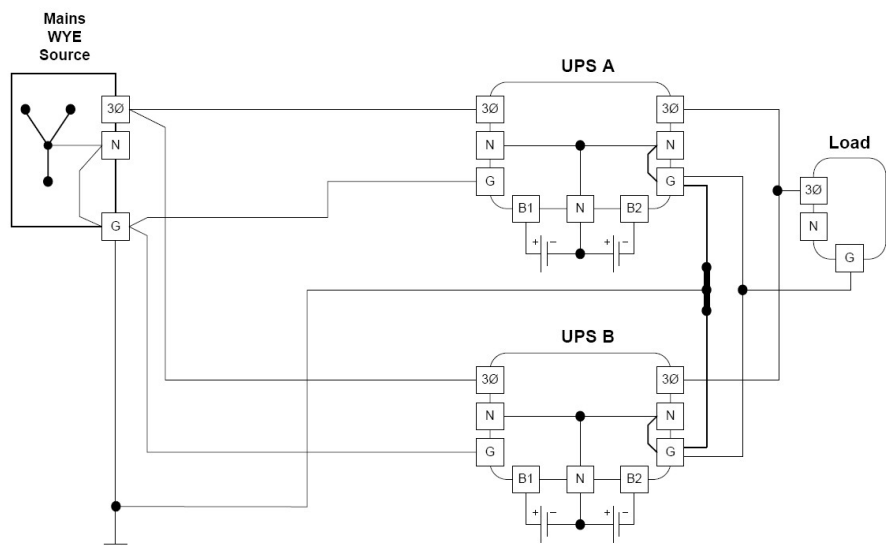 Mains
WYE
Source
3Ø
N
G
UPS A
3Ø
N
G
B1
N
B2
3Ø
N
G
+ − + −
Load
3Ø
N
G
UPS B
3Ø
N
G
B1
N
B2
3Ø
N
G
+ − + −